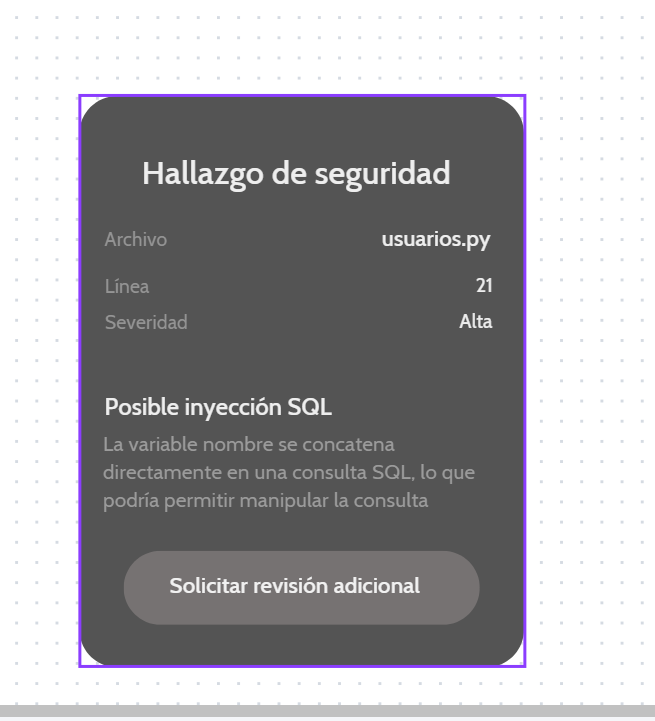 Hallazgo de seguridad
Archivo usuarios.py
Línea 21
Severidad Alta
Posible inyección SQL
La variable nombre se concatena
directamente en una consulta SQL, lo que
podría permitir manipular la consulta
Solicitar revisión adicional